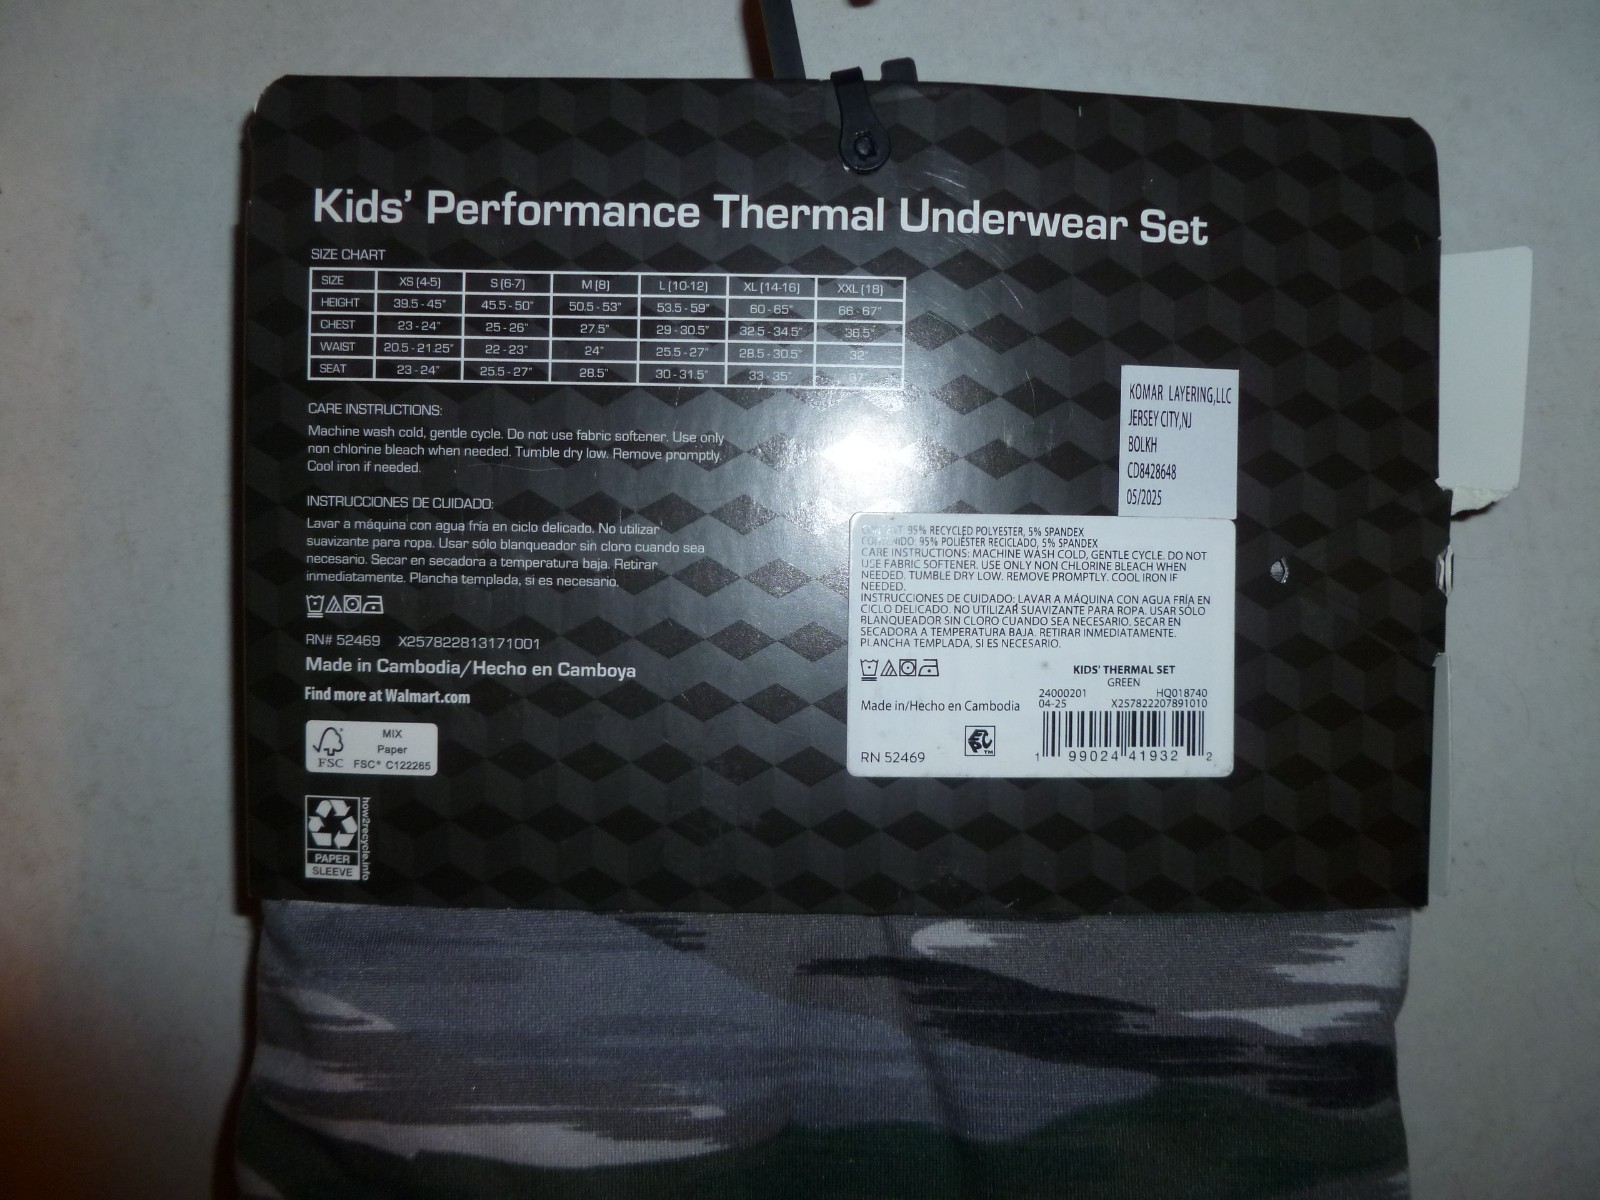 Kids' Performance Thermal Underwear Set
SIZE CHART
SIZE XS (4-5) S (6-7) M (8) L (10-12) XL (14-16) XXL (18)
HEIGHT 39.5 - 45" 45.5 - 50" 50.5 - 53" 53.5 - 59" 60 - 65" 66 - 67"
CHEST 23 - 24" 25 - 26" 27.5" 29 - 30.5" 32.5 - 34.5" 36.5"
WAIST 20.5 - 21.25" 22 - 23" 24" 25.5 - 27" 28.5 - 30.5" 32"
SEAT 23 - 24" 25.5 - 27" 28.5" 30 - 31.5" 33 - 35"
CARE INSTRUCTIONS:
Machine wash cold, gentle cycle. Do not use fabric softener. Use only
non chlorine bleach when needed. Tumble dry low. Remove promptly.
Cool iron if needed.
INSTRUCCIONES DE CUIDADO:
Lavar a máquina con agua fría en ciclo delicado. No utilizar
suavizante para ropa. Usar sólo blanqueador sin cloro cuando sea
necesario. Secar en secadora a temperatura baja. Retirar
inmediatamente. Plancha templada, si es necesario.
RN# 52469 X257822813171001
Made in Cambodia/Hecho en Camboya
Find more at Walmart.com
MIX
Paper
FSC FSC® C122265
how2recycle.info
PAPER
SLEEVE
KOMAR LAYERING,LLC
JERSEY CITY,NJ
BOLKH
CD8428648
05/2025
95% RECYCLED POLYESTER, 5% SPANDEX
95% POLIÉSTER RECICLADO, 5% SPANDEX
CARE INSTRUCTIONS: MACHINE WASH COLD, GENTLE CYCLE. DO NOT
USE FABRIC SOFTENER. USE ONLY NON CHLORINE BLEACH WHEN
NEEDED. TUMBLE DRY LOW. REMOVE PROMPTLY. COOL IRON IF
NEEDED.
INSTRUCCIONES DE CUIDADO: LAVAR A MÁQUINA CON AGUA FRÍA EN
CICLO DELICADO. NO UTILIZAR SUAVIZANTE PARA ROPA. USAR SÓLO
BLANQUEADOR SIN CLORO CUANDO SEA NECESARIO. SECAR EN
SECADORA A TEMPERATURA BAJA. RETIRAR INMEDIATAMENTE.
PLANCHA TEMPLADA, SI ES NECESARIO.
KIDS' THERMAL SET
GREEN
24000201 HQ018740
Made in/Hecho en Cambodia 04-25 X257822207891010
TM
RN 52469 1 99024 41932 2